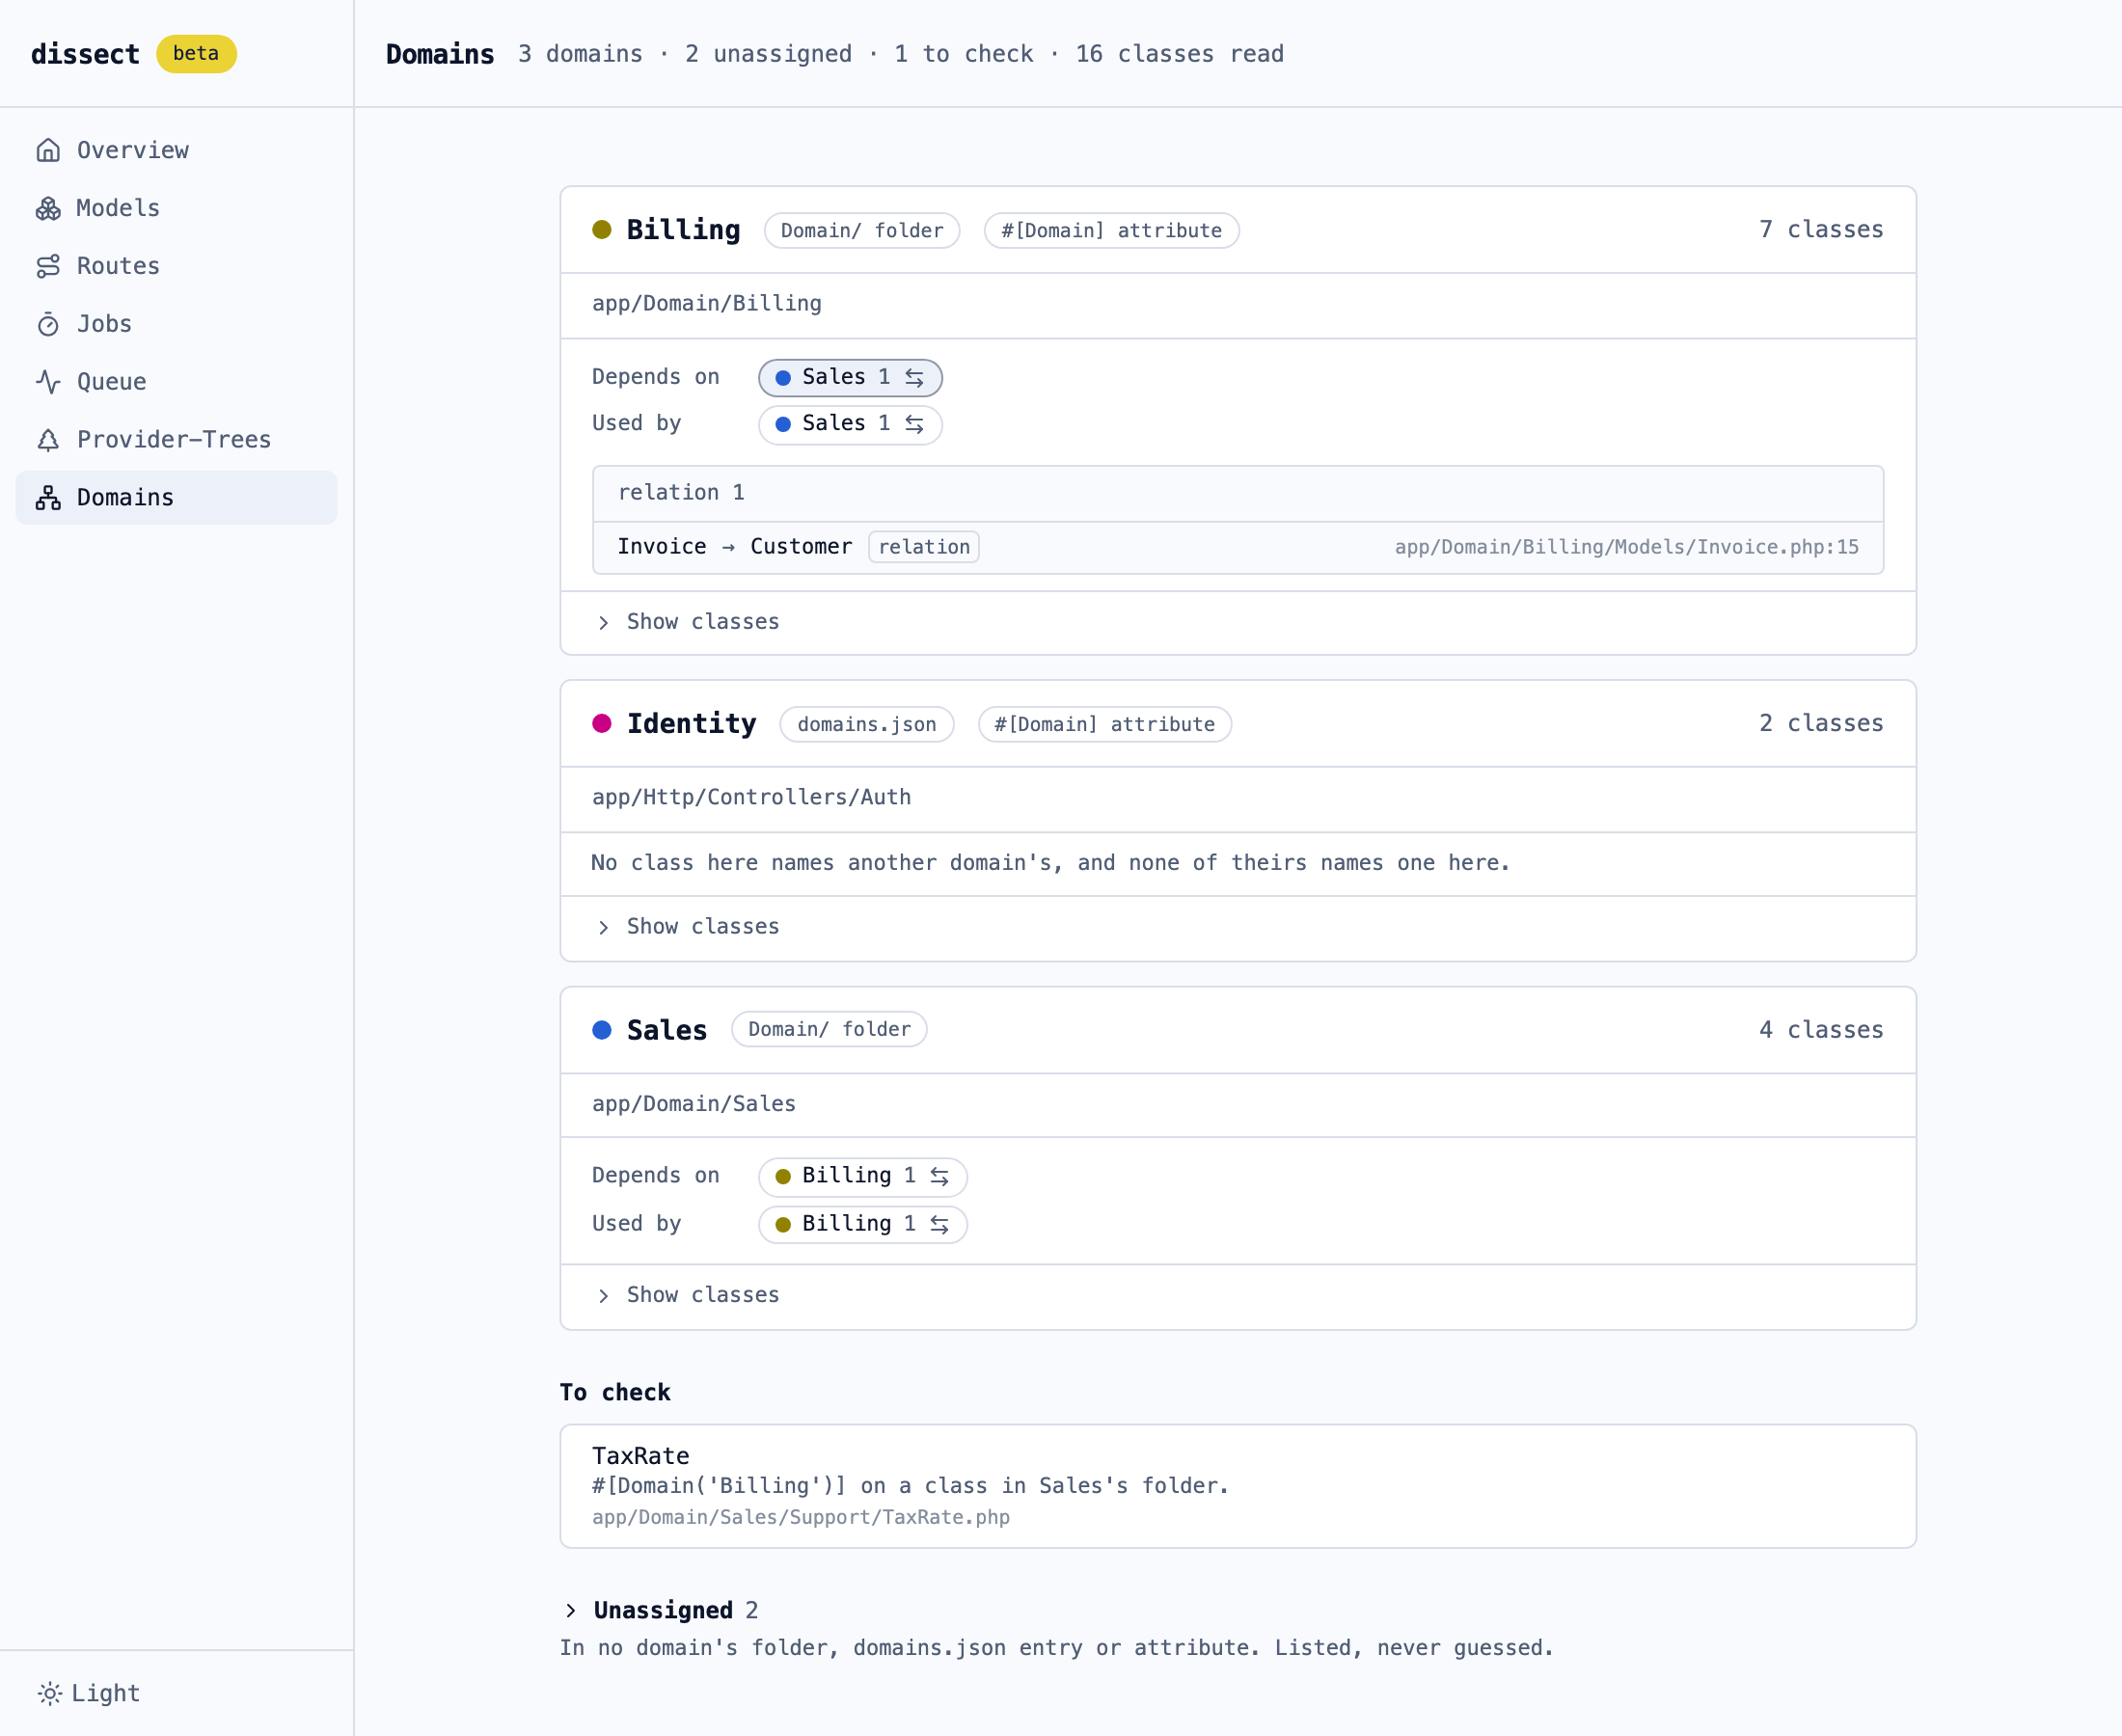 dissect beta
Domains 3 domains · 2 unassigned · 1 to check · 16 classes read
Overview
Models
Routes
Jobs
Queue
Provider-Trees
Domains
Light
Billing Domain/ folder #[Domain] attribute 7 classes
app/Domain/Billing
Depends on Sales 1 ⇆
Used by Sales 1 ⇆
relation 1
Invoice → Customer relation app/Domain/Billing/Models/Invoice.php:15
Show classes
Identity domains.json #[Domain] attribute 2 classes
app/Http/Controllers/Auth
No class here names another domain's, and none of theirs names one here.
Show classes
Sales Domain/ folder 4 classes
app/Domain/Sales
Depends on Billing 1 ⇆
Used by Billing 1 ⇆
Show classes
To check
TaxRate
#[Domain('Billing')] on a class in Sales's folder.
app/Domain/Sales/Support/TaxRate.php
Unassigned 2
In no domain's folder, domains.json entry or attribute. Listed, never guessed.